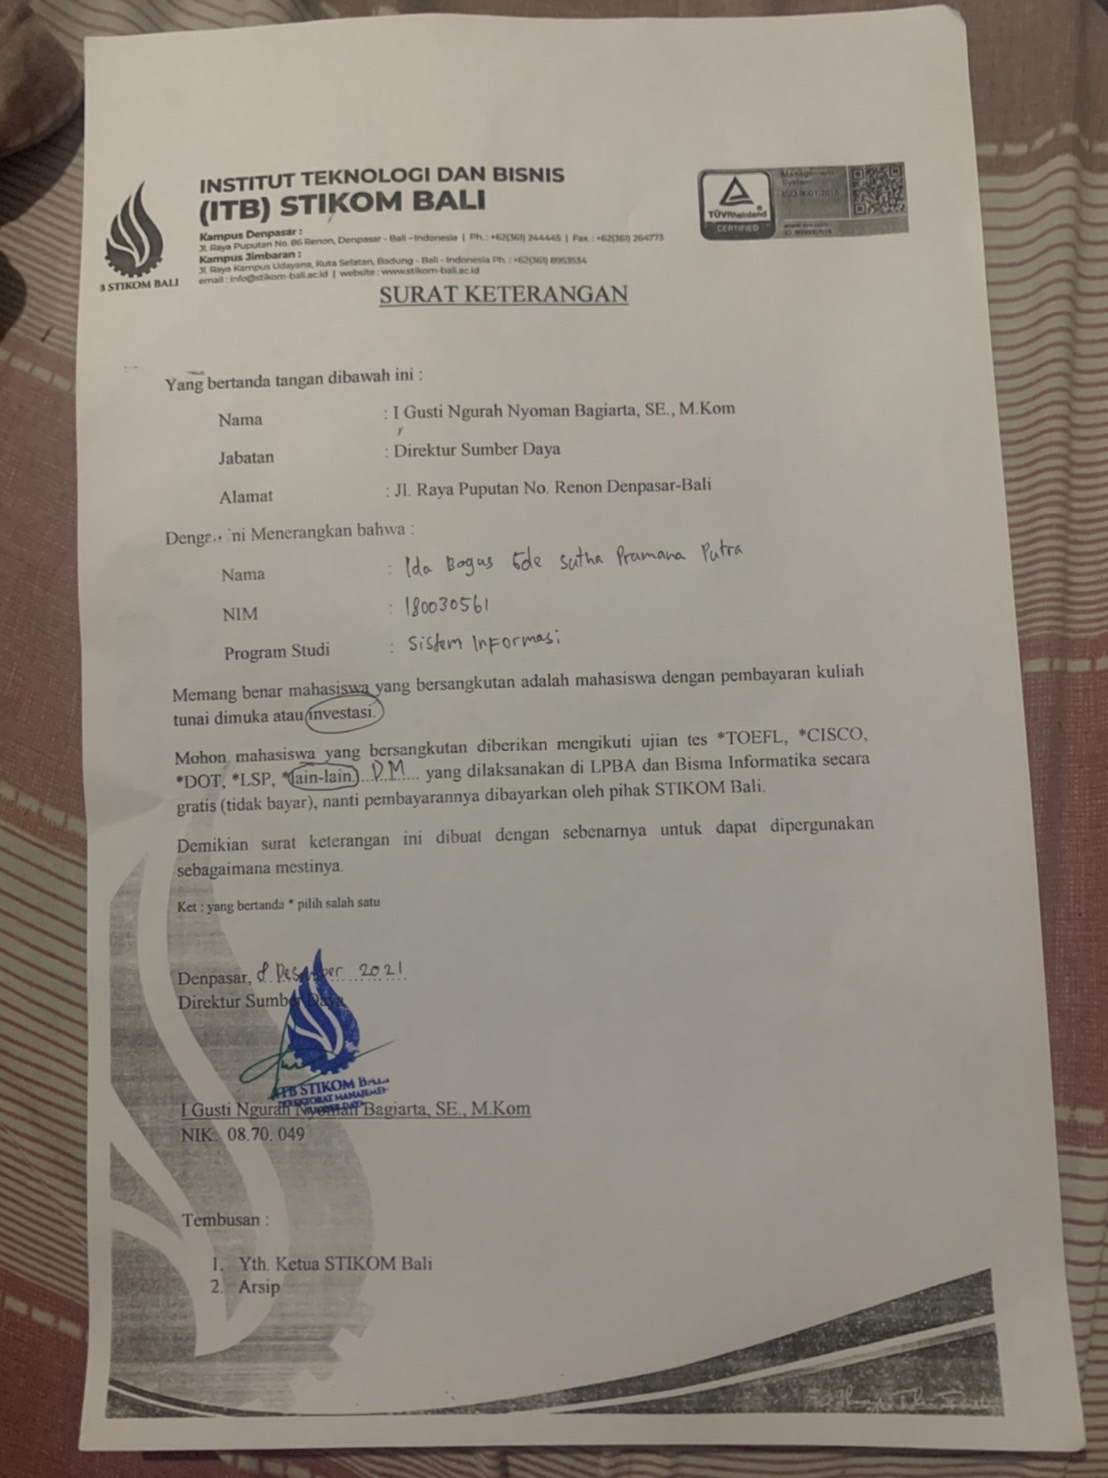 INSTITUT TEKNOLOGI DAN BISNIS
(ITB) STIKOM BALI
Kampus Denpasar :
Jl. Raya Puputan No. 86 Renon, Denpasar - Bali - Indonesia | Ph. : +62(361) 244445 | Fax. : +62(361) 264773
Kampus Jimbaran :
Jl. Raya Kampus Udayana, Kuta Selatan, Badung - Bali - Indonesia Ph. : +62(361) 8953534
email : info@stikom-bali.ac.id | website : www.stikom-bali.ac.id
STIKOM BALI
TÜVRheinland
CERTIFIED
Management
System
ISO 9001:2015
SURAT KETERANGAN
Yang bertanda tangan dibawah ini :
Nama : I Gusti Ngurah Nyoman Bagiarta, SE., M.Kom
Jabatan : Direktur Sumber Daya
Alamat : Jl. Raya Puputan No. Renon Denpasar-Bali
ini Menerangkan bahwa :
Nama : Ida Bagus Gde Sutha Pramana Putra
NIM : 180030561
Program Studi : Sistem Informasi
Memang benar mahasiswa yang bersangkutan adalah mahasiswa dengan pembayaran kuliah
tunai dimuka atau investasi.
Mohon mahasiswa yang bersangkutan diberikan mengikuti ujian tes *TOEFL, *CISCO,
*DOT, *LSP, *lain-lain...D.M.... yang dilaksanakan di LPBA dan Bisma Informatika secara
gratis (tidak bayar), nanti pembayarannya dibayarkan oleh pihak STIKOM Bali.
Demikian surat keterangan ini dibuat dengan sebenarnya untuk dapat dipergunakan
sebagaimana mestinya.
Ket : yang bertanda * pilih salah satu
Denpasar, 8 Desember 2021
Direktur Sumber Daya
ITB STIKOM BALI
DIREKTORAT MANAJEMEN
SUMBER DAYA
I Gusti Ngurah Nyoman Bagiarta, SE., M.Kom
NIK. 08.70. 049
Tembusan :
1. Yth. Ketua STIKOM Bali
2. Arsip